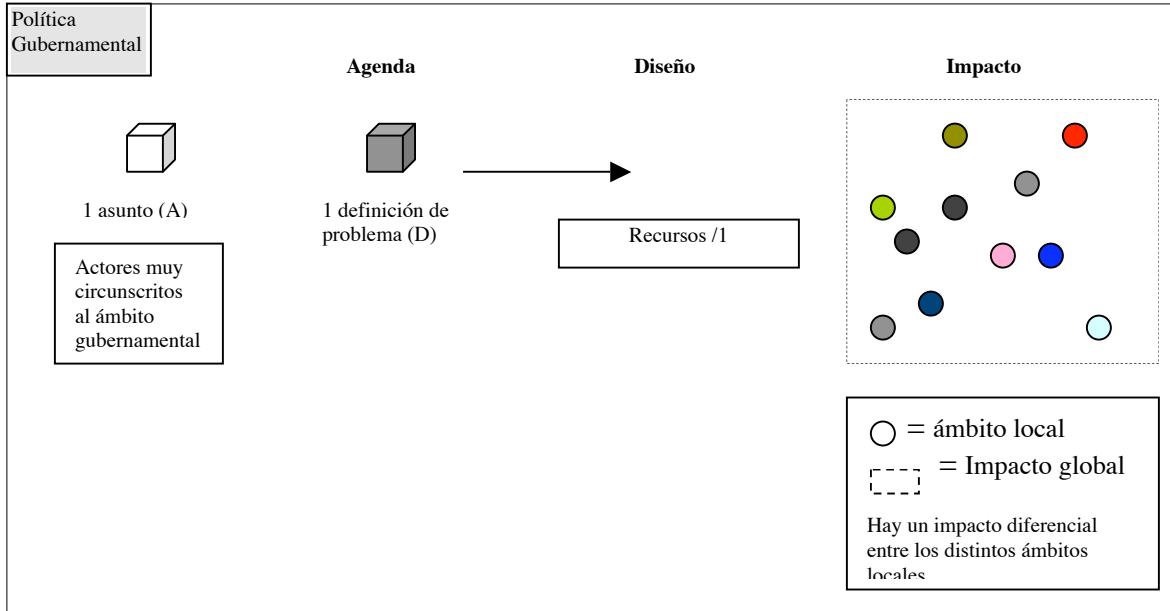 Política
Gubernamental
Agenda
Diseño
Impacto
1 asunto (A)
1 definición de
problema (D)
Recursos /1
Actores muy
circunscritos
al ámbito
gubernamental
= ámbito local
= Impacto global
Hay un impacto diferencial
entre los distintos ámbitos
locales